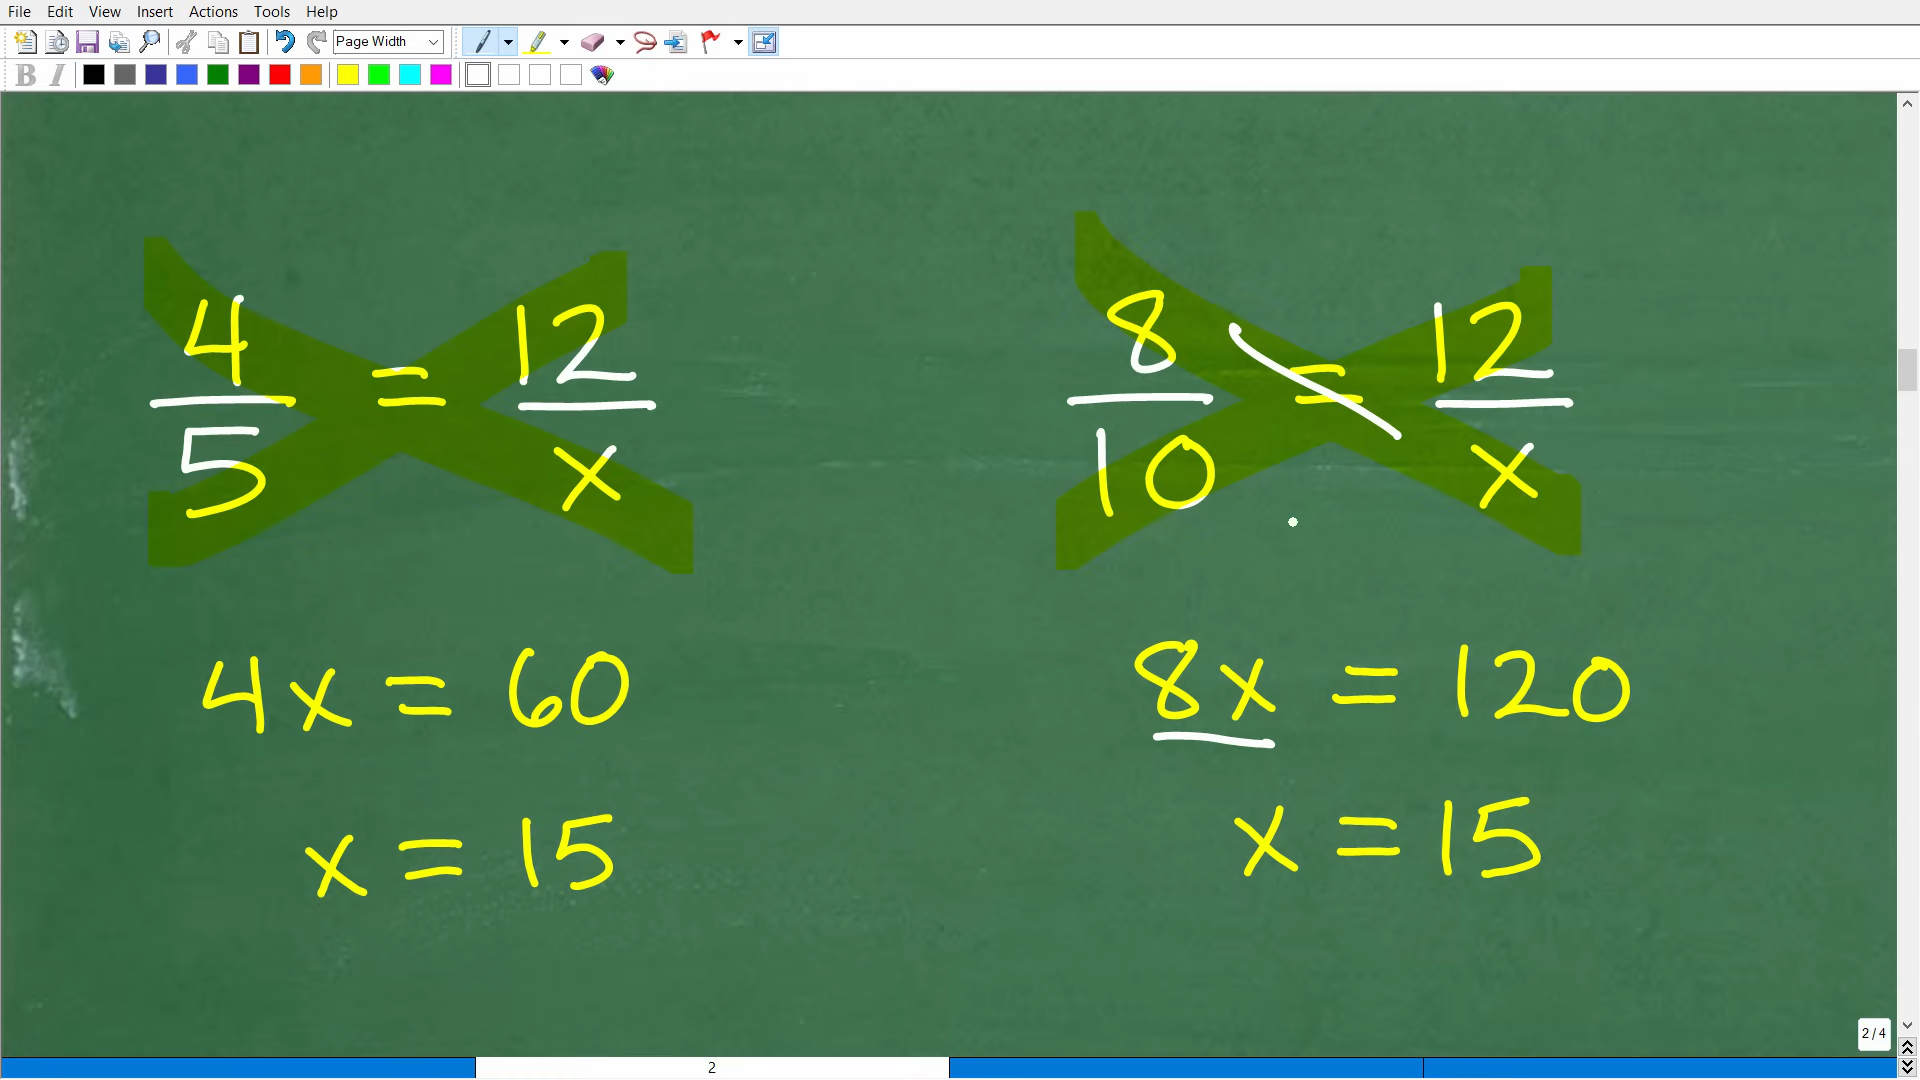 File Edit View Insert Actions Tools Help
Page Width
B I
4/5 = 12/x
4x = 60
x = 15
8/10 = 12/x
8x = 120
x = 15
2 / 4
2